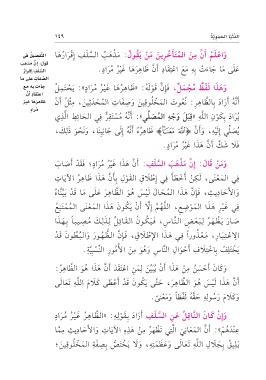 الفتاوى الحموية
١٤٩
وَاعْلَمْ أَنَّ مِنَ الْمُتَأَخِّرِينَ مَنْ يَقُولُ: مَذْهَبُ السَّلَفِ إِقْرَارُهَا
عَلَى مَا جَاءَتْ بِهِ مَعَ اعْتِقَادِ أَنَّ ظَاهِرَهَا غَيْرُ مُرَادٍ.
التفصيل في
قول: إنّ مذهب
السلف إقرار
الصفات على ما
جاءت به مع
اعتقاد أنّ
ظاهرها غير
مراد
وَهَذَا لَفْظٌ مُجْمَلٌ، فَإِنَّ قَوْلَهُ: «ظَاهِرُهَا غَيْرُ مُرَادٍ»: يَحْتَمِلُ
أَنَّهُ أَرَادَ بِالظَّاهِرِ: نُعُوتَ الْمَخْلُوقِينَ وَصِفَاتِ الْمُحْدَثِينَ، مِثْلُ أَنْ
يُرَادَ بِكَوْنِ اللَّهِ «قِبَلَ وَجْهِ الْمُصَلِّي»: أَنَّهُ مُسْتَقِرٌّ فِي الْحَائِطِ الَّذِي
يُصَلِّي إِلَيْهِ، وَأَنَّ «اللَّهَ مَعَنَا» ظَاهِرُهُ أَنَّهُ إِلَى جَانِبِنَا، وَنَحْوُ ذَلِكَ،
فَلَا شَكَّ أَنَّ هَذَا غَيْرُ مُرَادٍ.
وَمَنْ قَالَ: إِنَّ مَذْهَبَ السَّلَفِ: أَنَّ هَذَا غَيْرُ مُرَادٍ؛ فَقَدْ أَصَابَ
فِي الْمَعْنَى، لَكِنْ أَخْطَأَ فِي إِطْلَاقِ الْقَوْلِ بِأَنَّ هَذَا ظَاهِرُ الْآيَاتِ
وَالْأَحَادِيثِ، فَإِنَّ هَذَا الْمُحَالَ لَيْسَ هُوَ الظَّاهِرَ عَلَى مَا قَدْ بَيَّنَّاهُ
فِي غَيْرِ هَذَا الْمَوْضِعِ، اللَّهُمَّ إِلَّا أَنْ يَكُونَ هَذَا الْمَعْنَى الْمُمْتَنِعُ
صَارَ يَظْهَرُ لِبَعْضِ النَّاسِ، فَيَكُونُ الْقَائِلُ لِذَلِكَ مُصِيبًا بِهَذَا
الِاعْتِبَارِ، مَعْذُورًا فِي هَذَا الْإِطْلَاقِ، فَإِنَّ الظُّهُورَ وَالْبُطُونَ قَدْ
يَخْتَلِفُ بِاخْتِلَافِ أَحْوَالِ النَّاسِ وَهُوَ مِنَ الْأُمُورِ النِّسْبِيَّةِ.
وَكَانَ أَحْسَنُ مِنْ هَذَا أَنْ يُبَيِّنَ لِمَنِ اعْتَقَدَ أَنَّ هَذَا هُوَ الظَّاهِرُ:
أَنَّ هَذَا لَيْسَ هُوَ الظَّاهِرَ، حَتَّى يَكُونَ قَدْ أَعْطَى كَلَامَ اللَّهِ تَعَالَى
وَكَلَامَ رَسُولِهِ حَقَّهُ لَفْظًا وَمَعْنًى.
وَإِنْ كَانَ النَّاقِلُ عَنِ السَّلَفِ أَرَادَ بِقَوْلِهِ: «الظَّاهِرُ غَيْرُ مُرَادٍ
عِنْدَهُمْ»: أَنَّ الْمَعَانِيَ الَّتِي تَظْهَرُ مِنْ هَذِهِ الْآيَاتِ وَالْأَحَادِيثِ مِمَّا
يَلِيقُ بِجَلَالِ اللَّهِ تَعَالَى وَعَظَمَتِهِ، وَلَا يَخْتَصُّ بِصِفَةِ الْمَخْلُوقِينَ؛